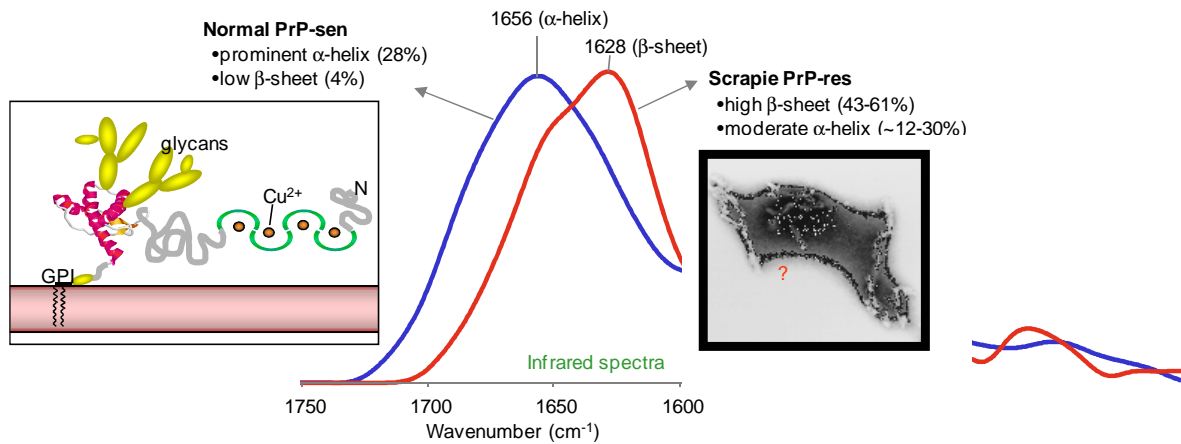 1656 (α-helix)
Normal PrP-sen
•prominent α-helix (28%)
•low β-sheet (4%)
1628 (β-sheet)
Scrapie PrP-res
•high β-sheet (43-61%)
•moderate α-helix (~12-30%)
glycans
N
Cu2+
GPI
?
Infrared spectra
1750
1700
1650
1600
Wavenumber (cm-1)